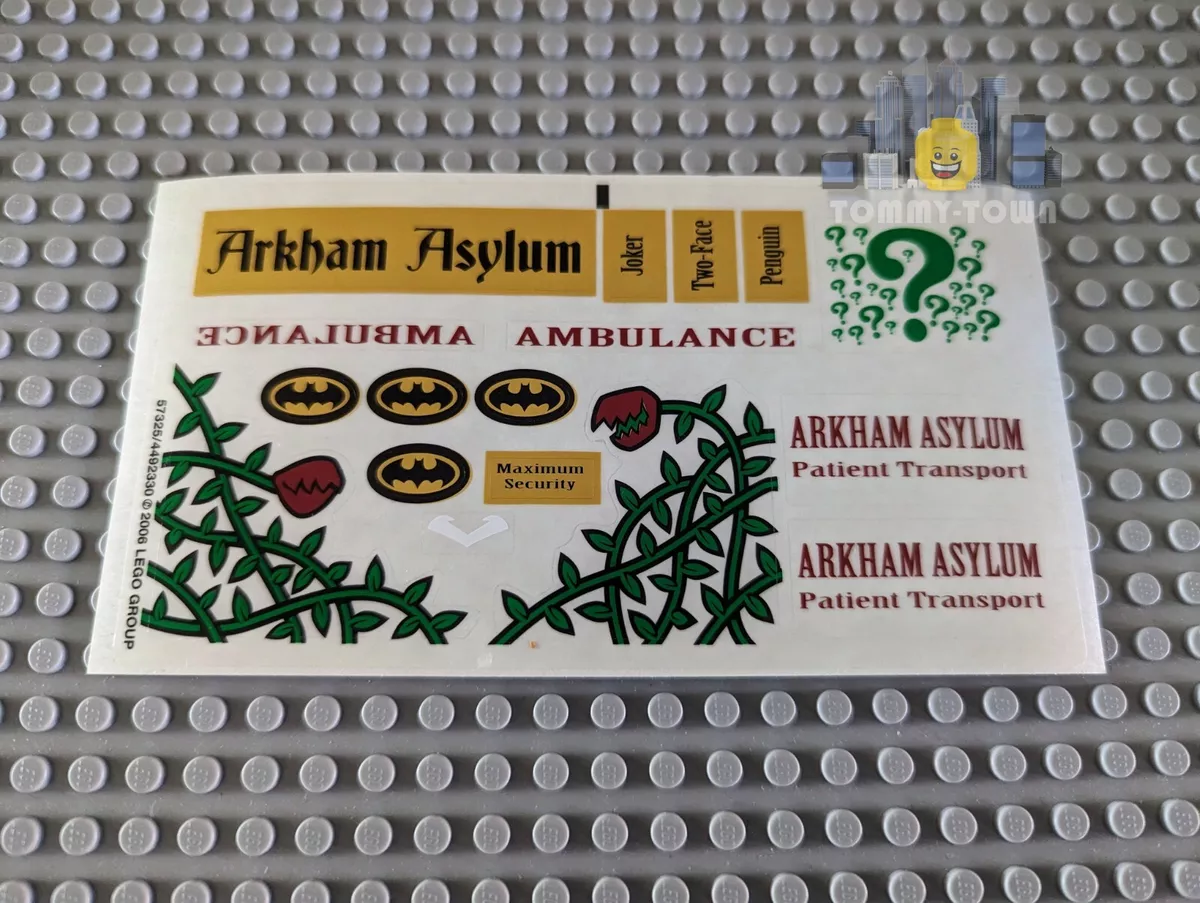 TOMMY-TOWN
Arkham Asylum
Joker
Two-Face
Penguin
?
AMBULANCE
AMBULANCE
Maximum
Security
ARKHAM ASYLUM
Patient Transport
ARKHAM ASYLUM
Patient Transport
57325/4492330 © 2006 LEGO GROUP